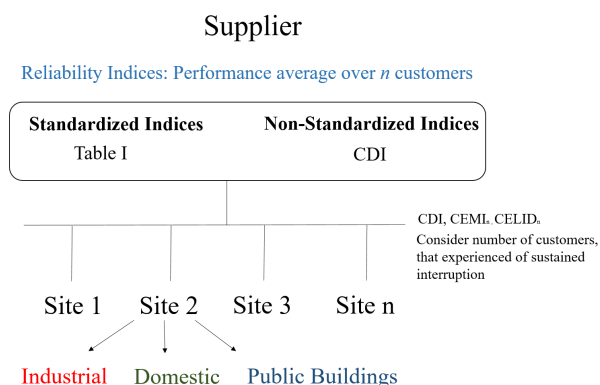 Supplier
Reliability Indices: Performance average over n customers
Standardized Indices
Non-Standardized Indices
Table I
CDI
CDI, CEMIₙ, CELIDₙ
Consider number of customers,
that experienced of sustained
interruption
Site 1
Site 2
Site 3
Site n
Industrial
Domestic
Public Buildings